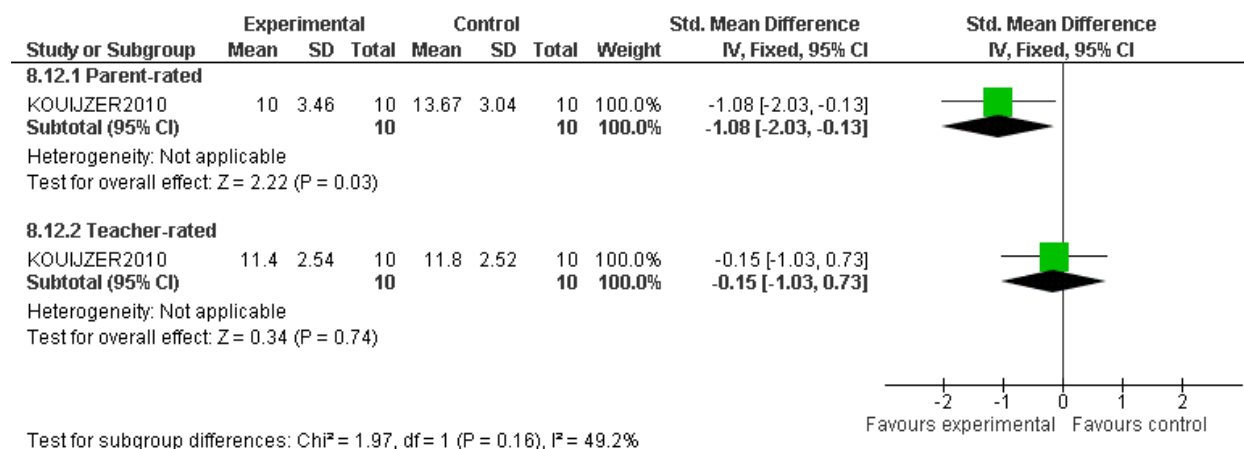 Experimental Control Std. Mean Difference Std. Mean Difference
Study or Subgroup Mean SD Total Mean SD Total Weight IV, Fixed, 95% CI IV, Fixed, 95% CI
8.12.1 Parent-rated
KOUIJZER2010 10 3.46 10 13.67 3.04 10 100.0% -1.08 [-2.03, -0.13]
Subtotal (95% CI) 10 10 100.0% -1.08 [-2.03, -0.13]
Heterogeneity: Not applicable
Test for overall effect: Z = 2.22 (P = 0.03)
8.12.2 Teacher-rated
KOUIJZER2010 11.4 2.54 10 11.8 2.52 10 100.0% -0.15 [-1.03, 0.73]
Subtotal (95% CI) 10 10 100.0% -0.15 [-1.03, 0.73]
Heterogeneity: Not applicable
Test for overall effect: Z = 0.34 (P = 0.74)
-2 -1 0 1 2
Favours experimental Favours control
Test for subgroup differences: Chi² = 1.97, df = 1 (P = 0.16), I² = 49.2%